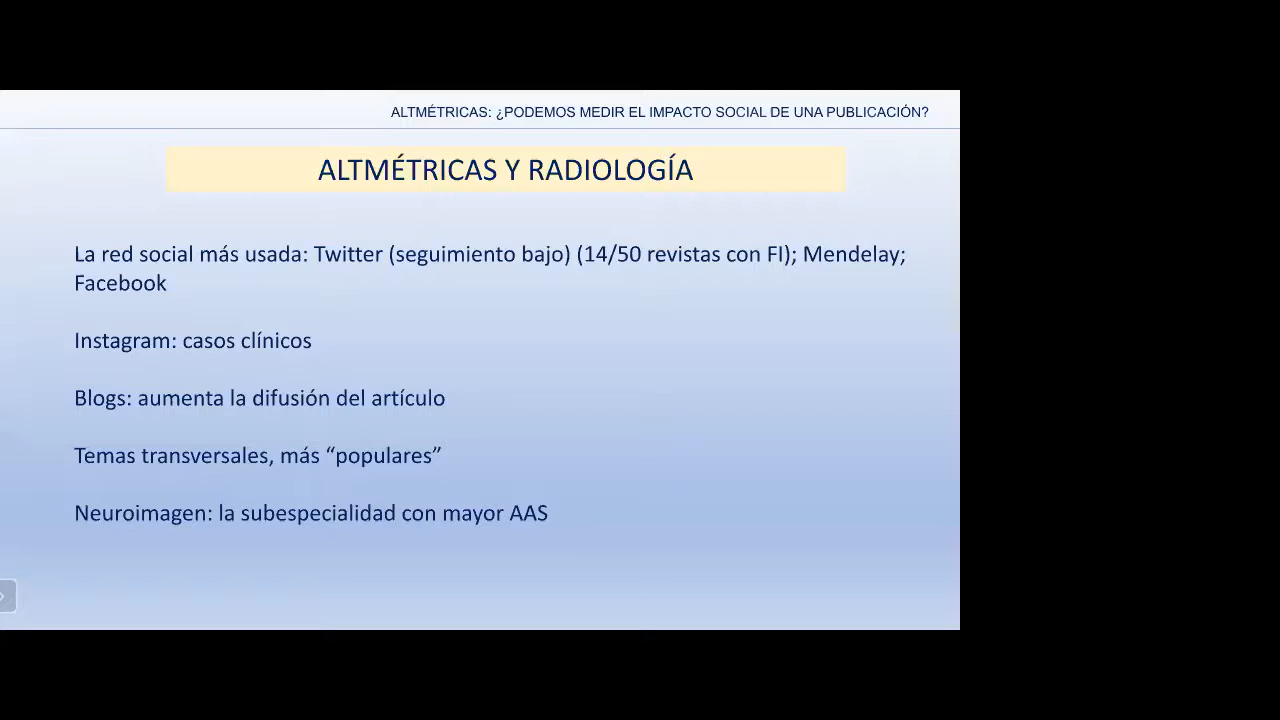 ALTMÉTRICAS: ¿PODEMOS MEDIR EL IMPACTO SOCIAL DE UNA PUBLICACIÓN?
ALTMÉTRICAS Y RADIOLOGÍA
La red social más usada: Twitter (seguimiento bajo) (14/50 revistas con FI); Mendelay;
Facebook
Instagram: casos clínicos
Blogs: aumenta la difusión del artículo
Temas transversales, más “populares”
Neuroimagen: la subespecialidad con mayor AAS